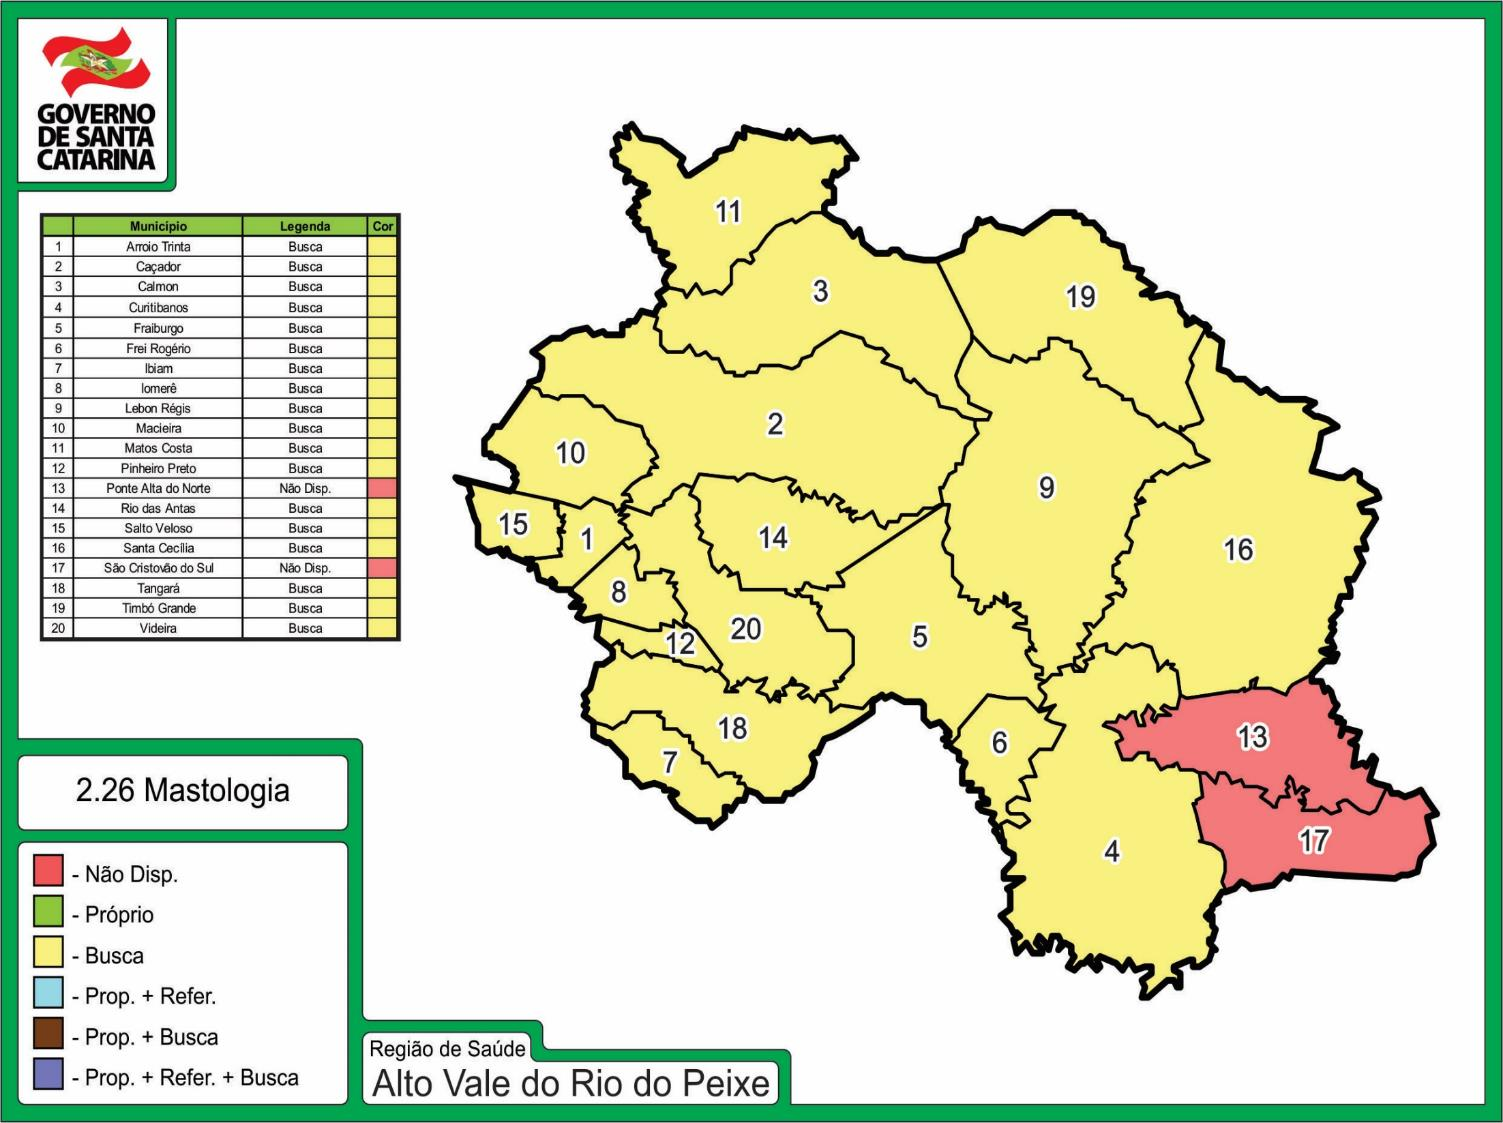 GOVERNO
DE SANTA
CATARINA
Município Legenda Cor
1 Arroio Trinta Busca
2 Caçador Busca
3 Calmon Busca
4 Curitibanos Busca
5 Fraiburgo Busca
6 Frei Rogério Busca
7 Ibiam Busca
8 Iomerê Busca
9 Lebon Régis Busca
10 Macieira Busca
11 Matos Costa Busca
12 Pinheiro Preto Busca
13 Ponte Alta do Norte Não Disp.
14 Rio das Antas Busca
15 Salto Veloso Busca
16 Santa Cecília Busca
17 São Cristovão do Sul Não Disp.
18 Tangará Busca
19 Timbó Grande Busca
20 Videira Busca
11
3
19
2
10
9
15
1
14
16
8
20
12
5
18
7
6
13
4
17
2.26 Mastologia
- Não Disp.
- Próprio
- Busca
- Prop. + Refer.
- Prop. + Busca
- Prop. + Refer. + Busca
Região de Saúde
Alto Vale do Rio do Peixe